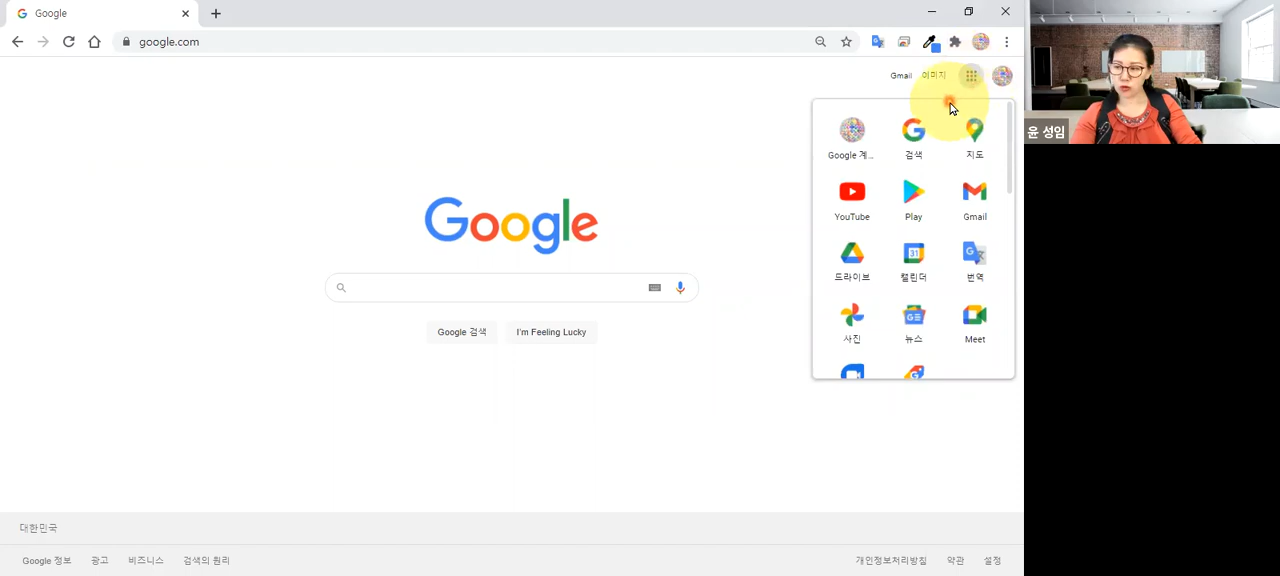 Google
google.com
Gmail 이미지
Google 계... 검색 지도
YouTube Play Gmail
드라이브 캘린더 번역
31
사진 뉴스 Meet
Google
Google 검색 I'm Feeling Lucky
대한민국
Google 정보 광고 비즈니스 검색의 원리 개인정보처리방침 약관 설정
윤 성임